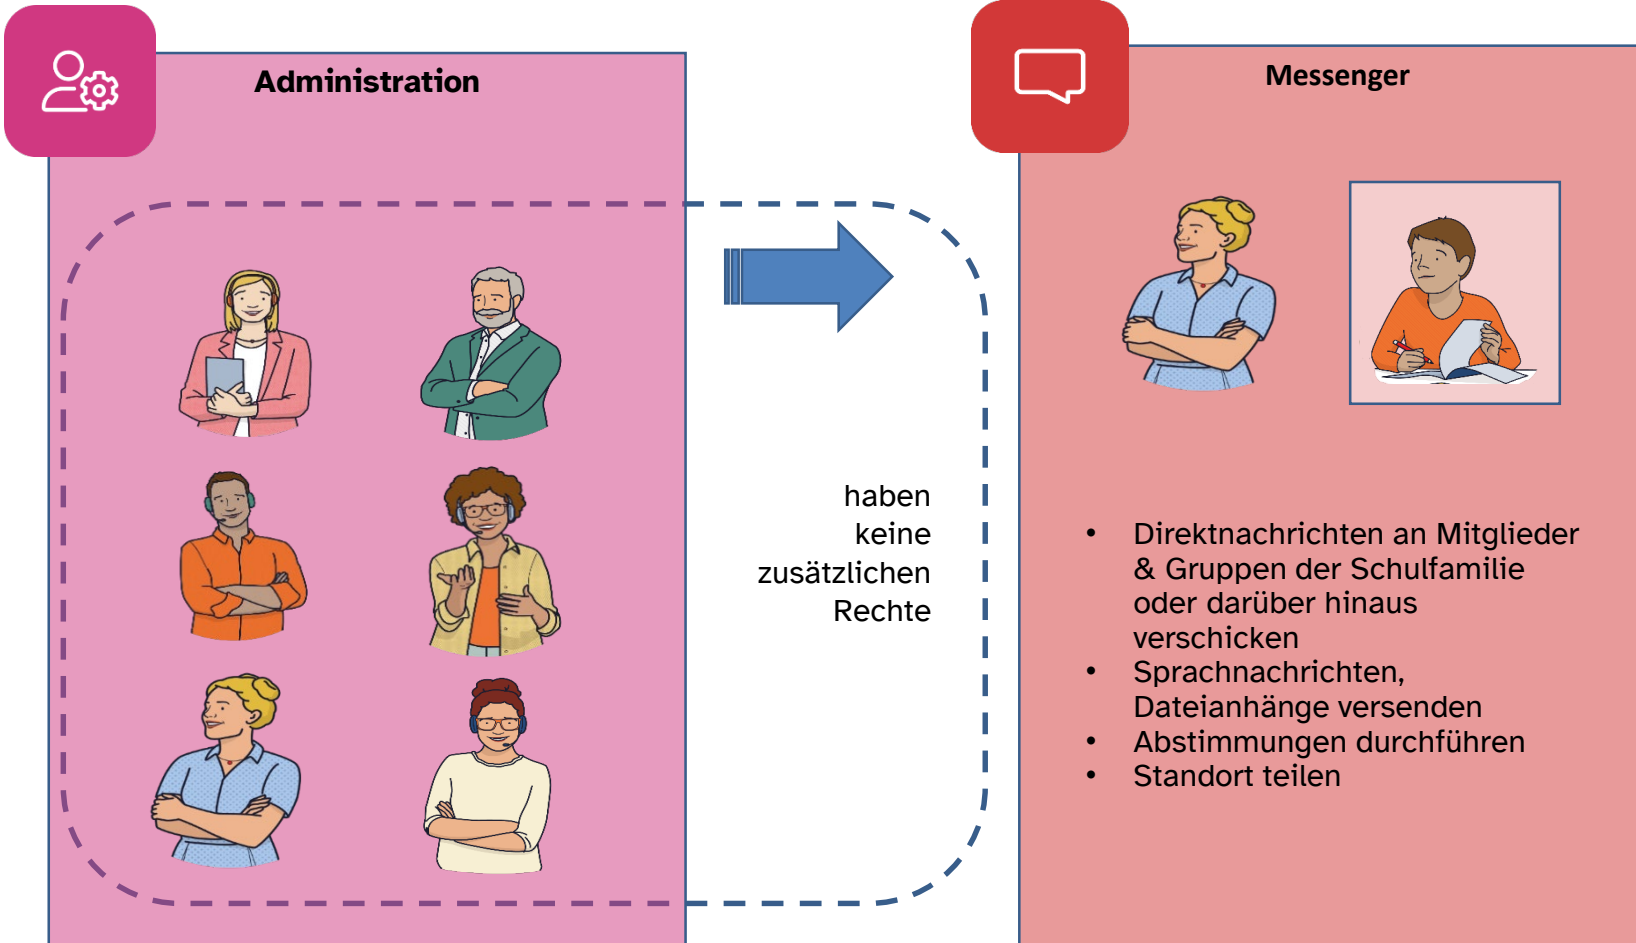 Administration
Messenger
haben
keine
zusätzlichen
Rechte
• Direktnachrichten an Mitglieder
& Gruppen der Schulfamilie
oder darüber hinaus
verschicken
• Sprachnachrichten,
Dateianhänge versenden
• Abstimmungen durchführen
• Standort teilen